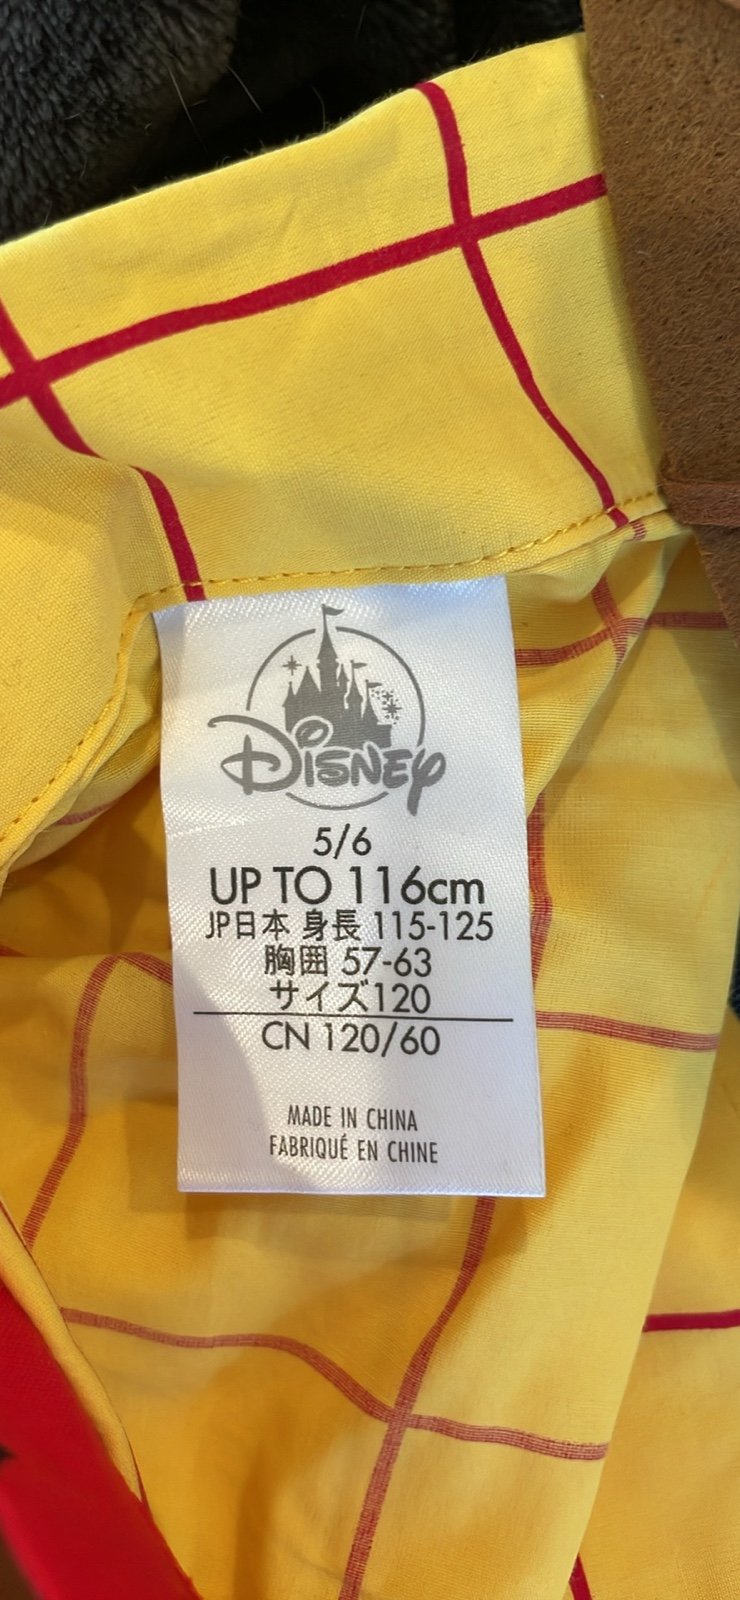 Disney
5/6
UP TO 116cm
JP日本 身長 115-125
胸囲 57-63
サイズ120
CN 120/60
MADE IN CHINA
FABRIQUÉ EN CHINE